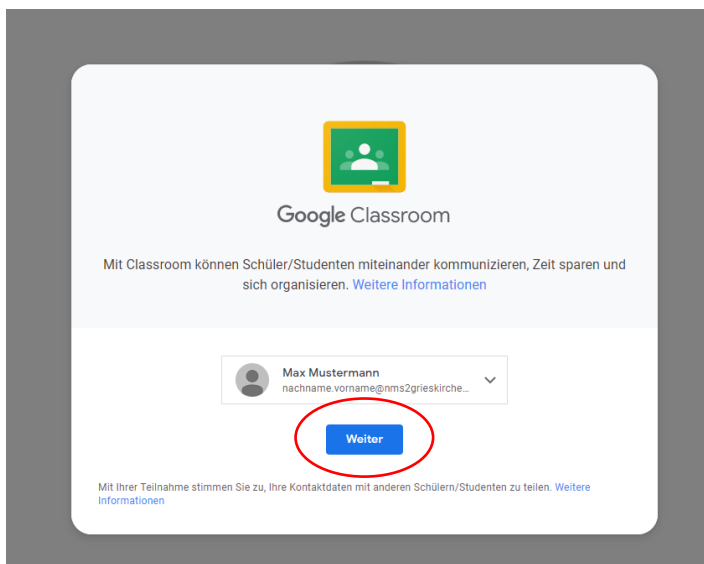 Google Classroom
Mit Classroom können Schüler/Studenten miteinander kommunizieren, Zeit sparen und
sich organisieren. Weitere Informationen
Max Mustermann
nachname.vorname@nms2grieskirche...
Weiter
Mit Ihrer Teilnahme stimmen Sie zu, Ihre Kontaktdaten mit anderen Schülern/Studenten zu teilen. Weitere
Informationen